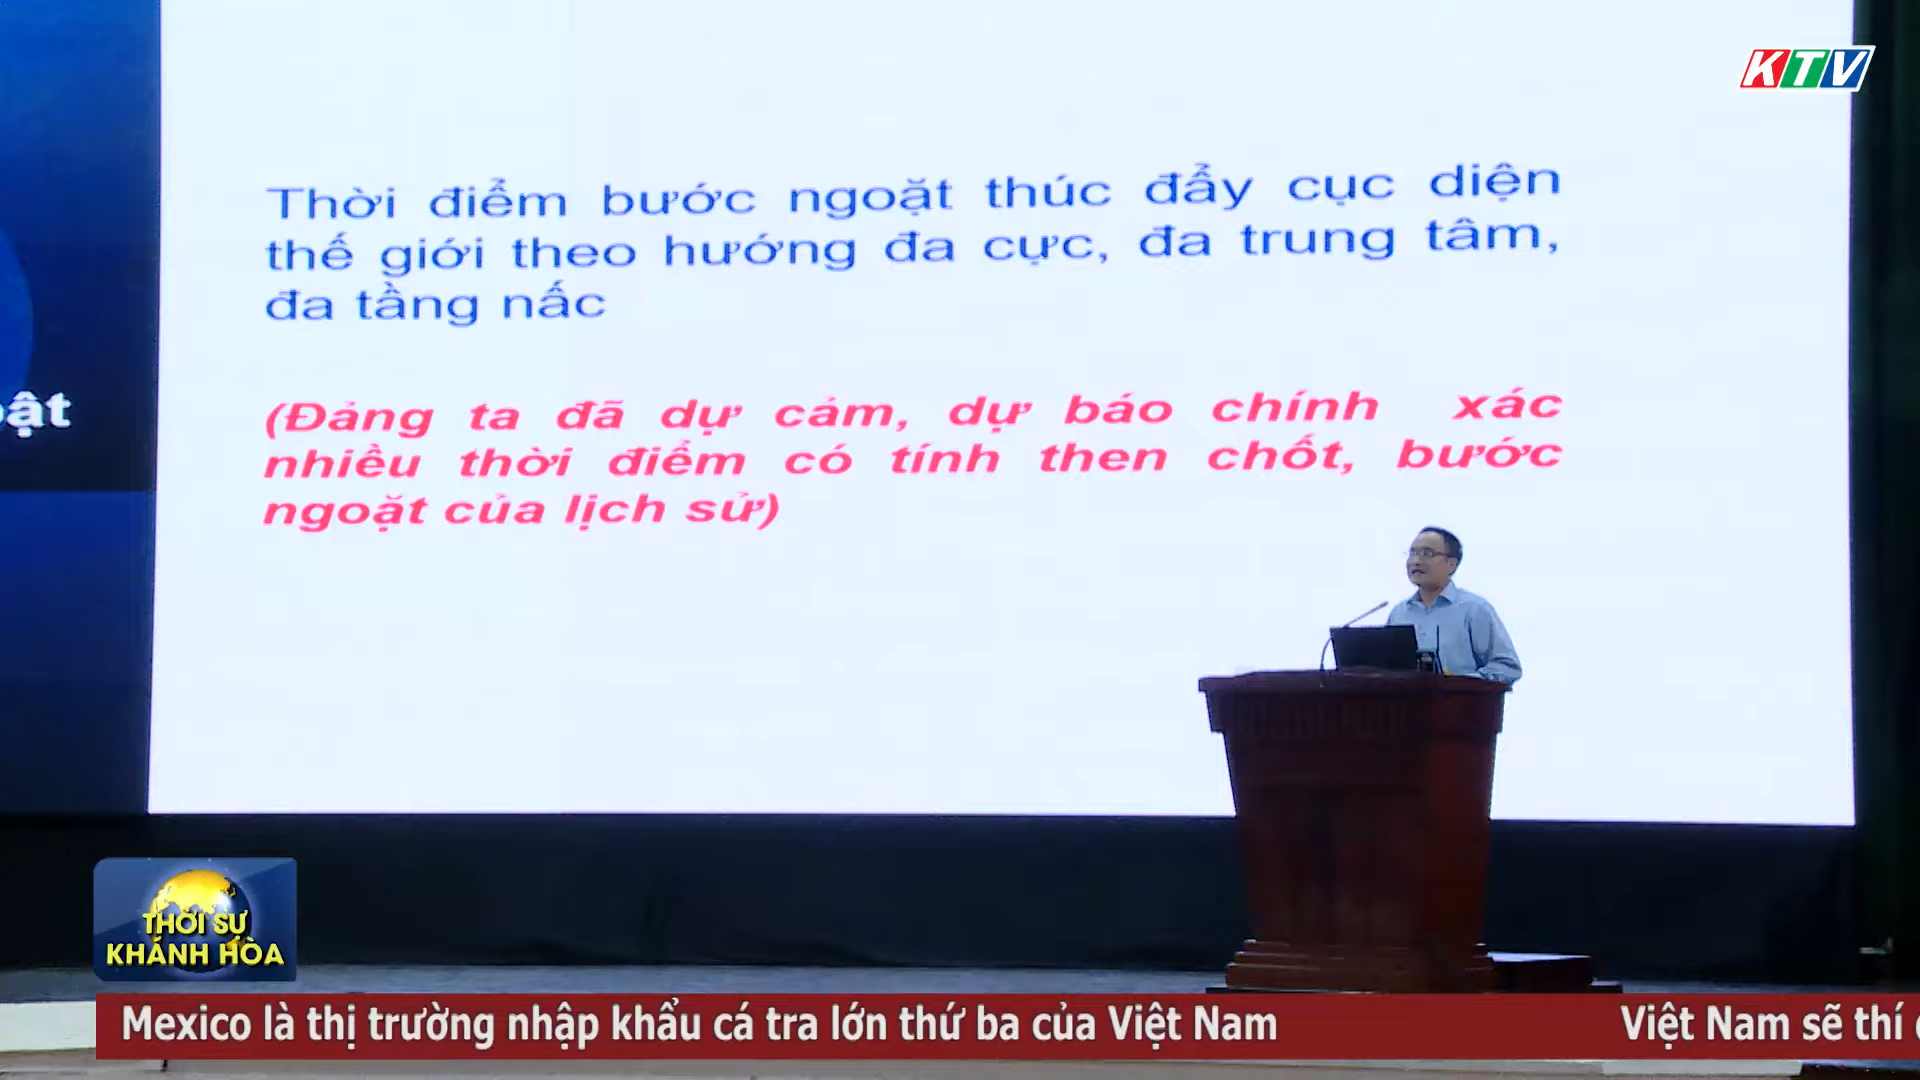 KTV
Thời điểm bước ngoặt thúc đẩy cục diện
thế giới theo hướng đa cực, đa trung tâm,
đa tầng nấc
(Đảng ta đã dự cảm, dự báo chính xác
nhiều thời điểm có tính then chốt, bước
ngoặt của lịch sử)
THỜI SỰ
KHÁNH HÒA
Mexico là thị trường nhập khẩu cá tra lớn thứ ba của Việt Nam
Việt Nam sẽ thí